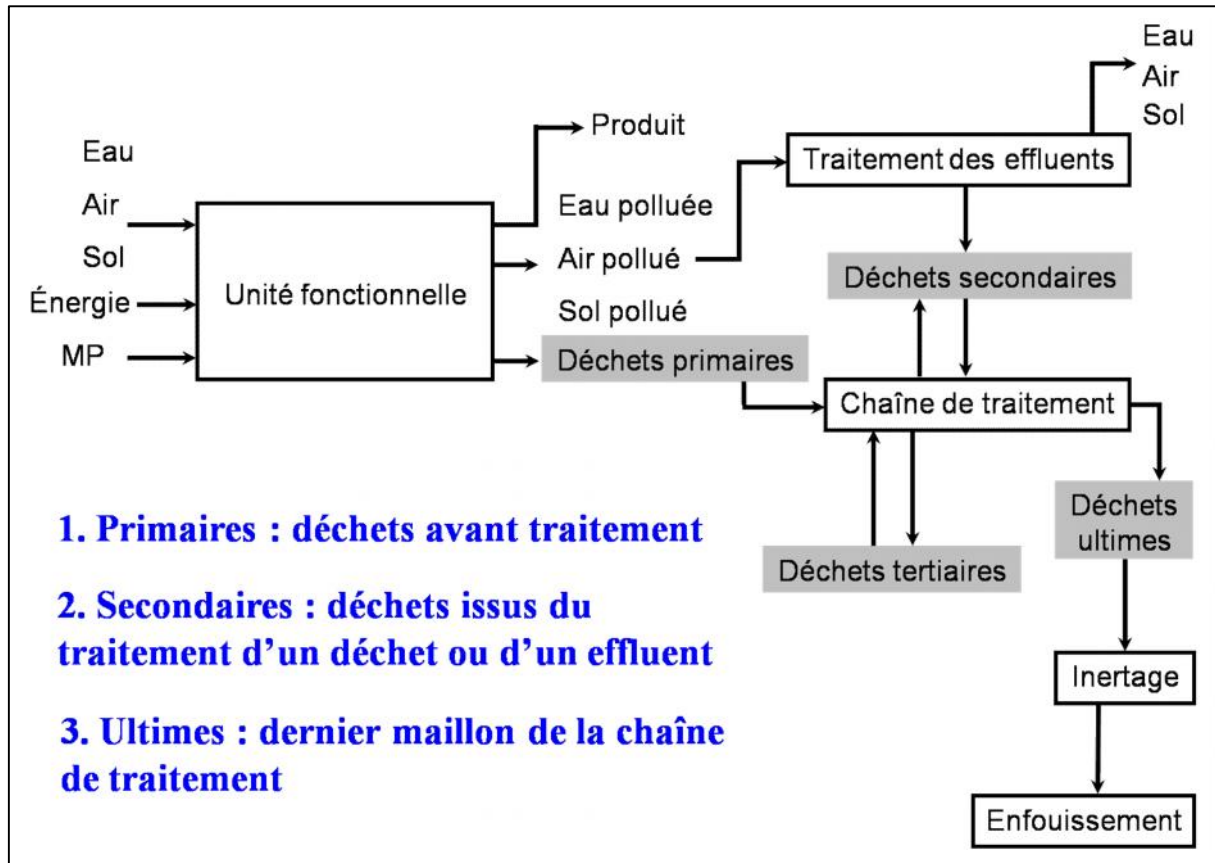 Eau
Air
Sol
Énergie
MP
Unité fonctionnelle
Produit
Eau polluée
Air pollué
Sol pollué
Déchets primaires
Eau
Air
Sol
Traitement des effluents
Déchets secondaires
Chaîne de traitement
Déchets tertiaires
Déchets
ultimes
Inertage
Enfouissement
1. Primaires : déchets avant traitement
2. Secondaires : déchets issus du
traitement d’un déchet ou d’un effluent
3. Ultimes : dernier maillon de la chaîne
de traitement